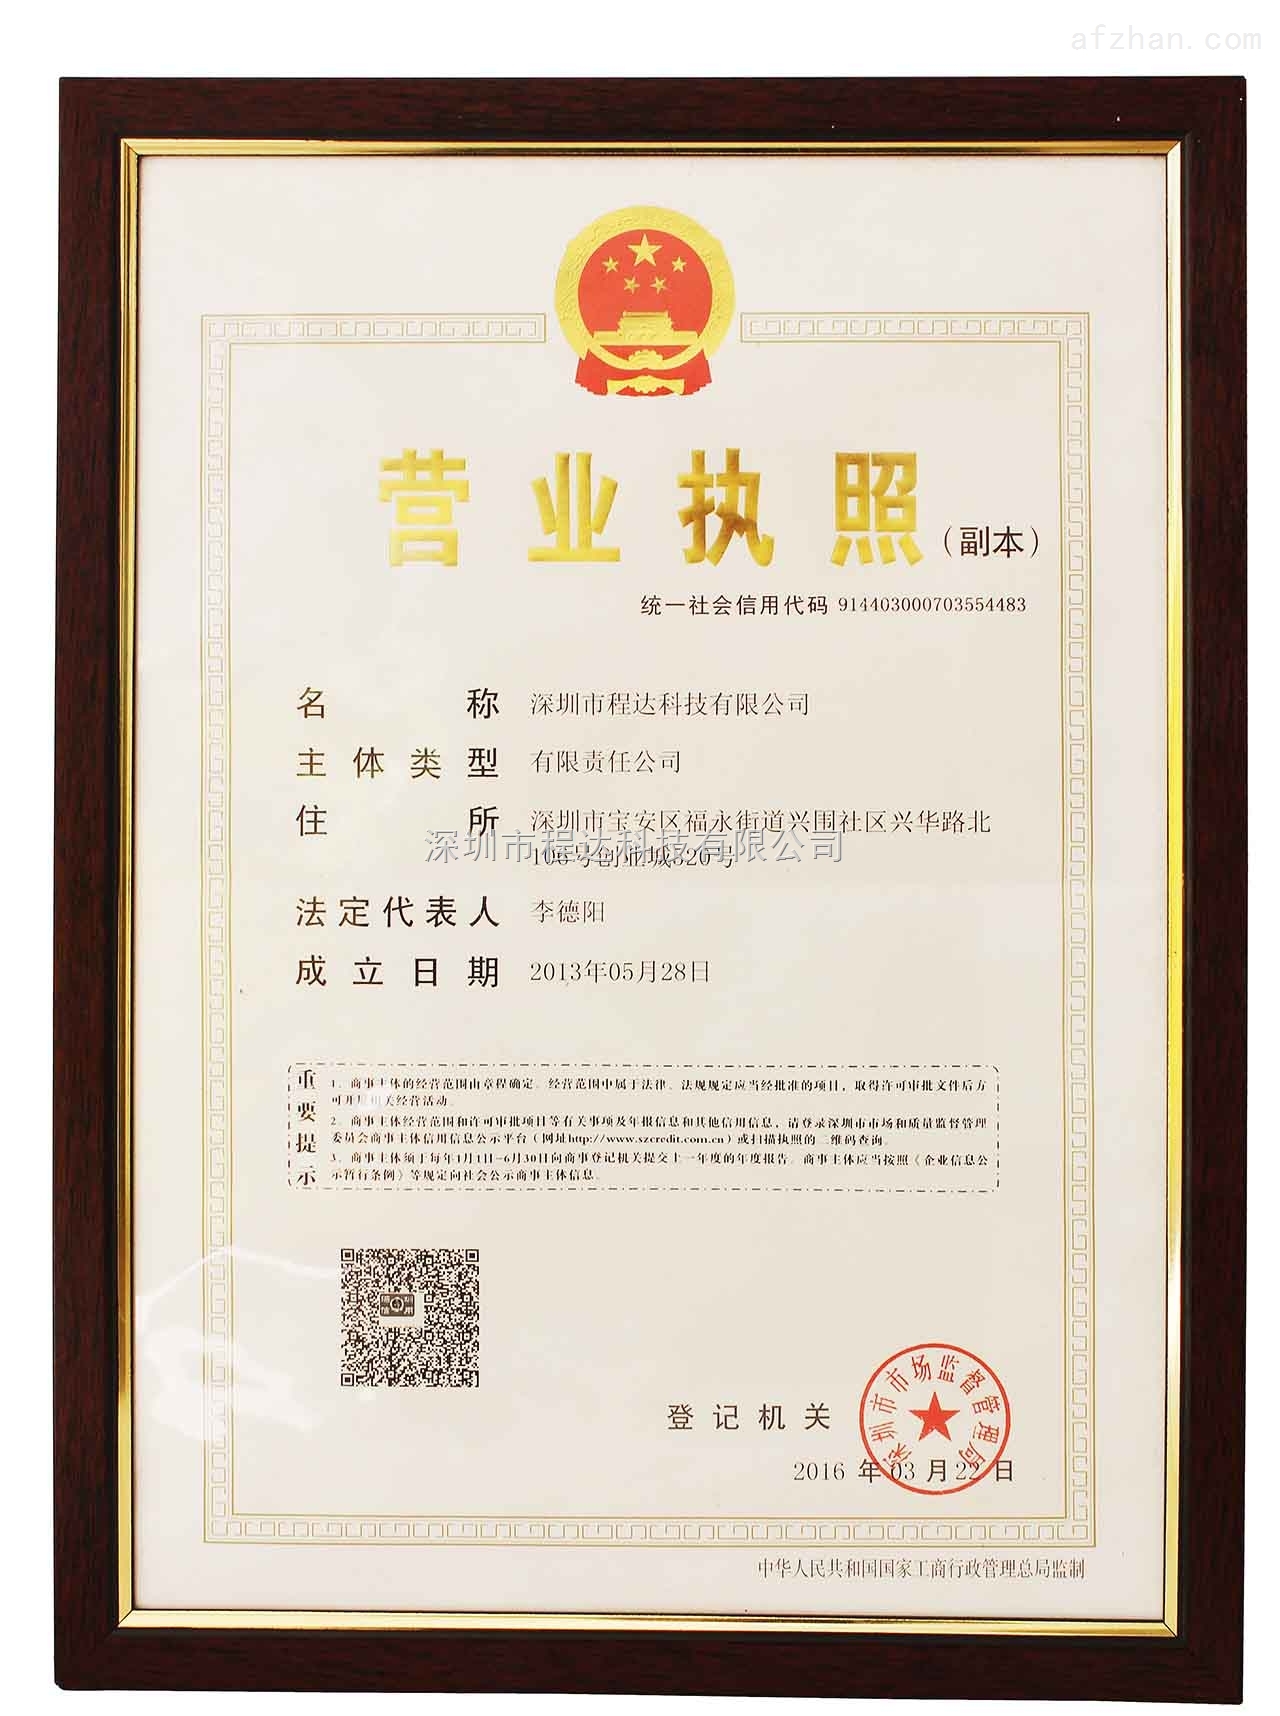 afzhan.com
营业执照（副本）
统一社会信用代码 914403000703554483
名称 深圳市程达科技有限公司
主体类型 有限责任公司
住所 深圳市宝安区福永街道兴围社区兴华路北
深圳市程达科技有限公司
号创业城820号
法定代表人 李德阳
成立日期 2013年05月28日
重要提示
1、商事主体的经营范围由章程确定。经营范围中属于法律、法规规定应当经批准的项目，取得许可审批文件后方
可开展相关经营活动。
2、商事主体经营范围和许可审批项目等有关事项及年报信息和其他信用信息，请登录深圳市市场和质量监督管理
委员会商事主体信用信息公示平台（网址http://www.szcredit.com.cn）或扫描执照的二维码查询。
3、商事主体须于每年1月1日-6月30日向商事登记机关提交上一年度的年度报告。商事主体应当按照《企业信息公
示暂行条例》等规定向社会公示商事主体信息。
登记机关
深圳市市场监督管理局
2016年03月22日
中华人民共和国国家工商行政管理总局监制